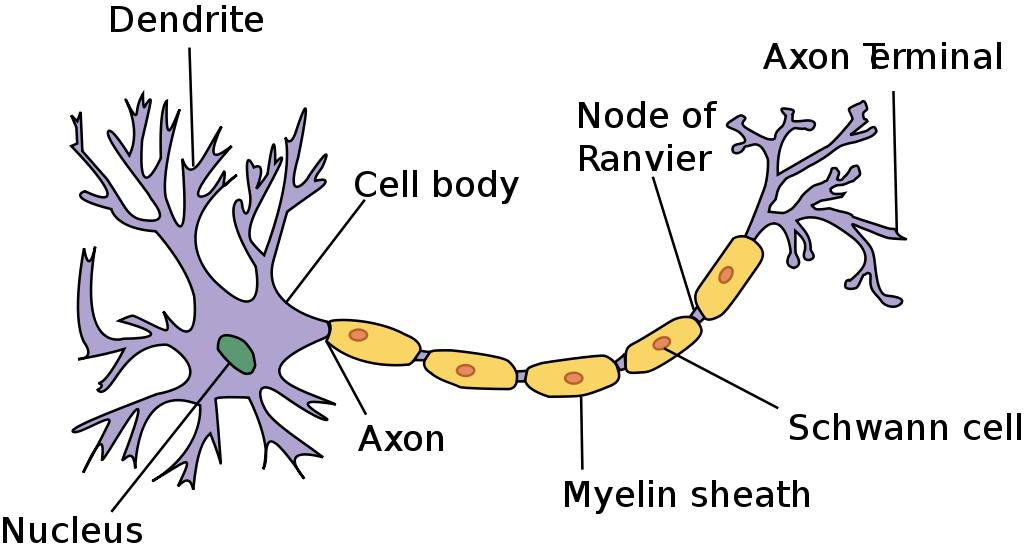 Dendrite
Axon Terminal
Node of
Ranvier
Cell body
Axon
Schwann cell
Myelin sheath
Nucleus